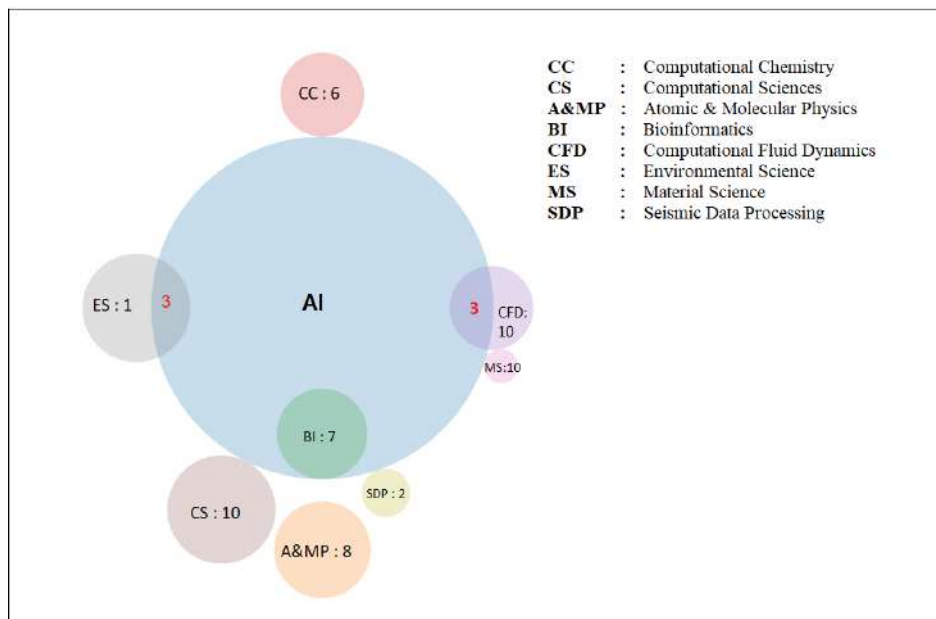 CC : 6
CC : Computational Chemistry
CS : Computational Sciences
A&MP : Atomic & Molecular Physics
BI : Bioinformatics
CFD : Computational Fluid Dynamics
ES : Environmental Science
MS : Material Science
SDP : Seismic Data Processing
ES : 1
3
AI
3
CFD:
10
MS:10
BI : 7
SDP : 2
CS : 10
A&MP : 8